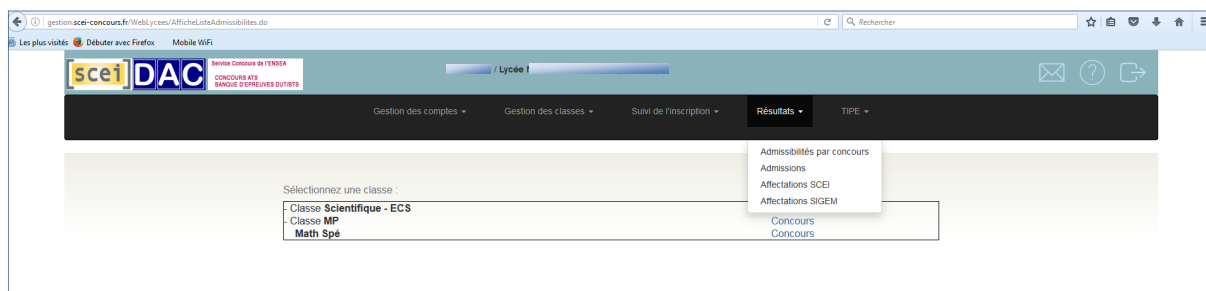 gestion.scei-concours.fr/WebLycees/AfficheListeAdmissibilites.do
Rechercher
Les plus visités Débuter avec Firefox Mobile WiFi
[scei] DAC
Service Concours de l'ENSEA
CONCOURS ATS
BANQUE D'EPREUVES DUT/BTS
/ Lycée
Gestion des comptes Gestion des classes Suivi de l'inscription Résultats TIPE
Admissibilités par concours
Admissions
Affectations SCEI
Affectations SIGEM
Sélectionnez une classe :
- Classe Scientifique - ECS
- Classe MP Concours
Math Spé Concours